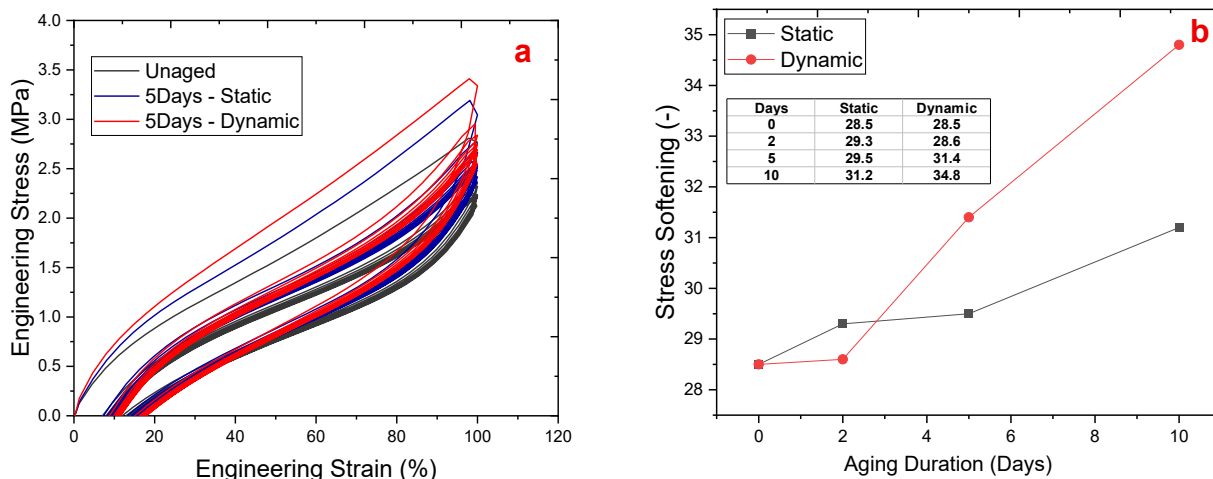 a
4.0
3.5
3.0
2.5
2.0
1.5
1.0
0.5
0.0
Engineering Stress (MPa)
Unaged
5Days - Static
5Days - Dynamic
0 20 40 60 80 100 120
Engineering Strain (%)
b
35
34
33
32
31
30
29
28
Stress Softening (-)
Static
Dynamic
Days Static Dynamic
0 28.5 28.5
2 29.3 28.6
5 29.5 31.4
10 31.2 34.8
0 2 4 6 8 10
Aging Duration (Days)